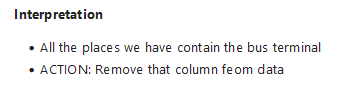 Interpretation
• All the places we have contain the bus terminal
• ACTION: Remove that column feom data